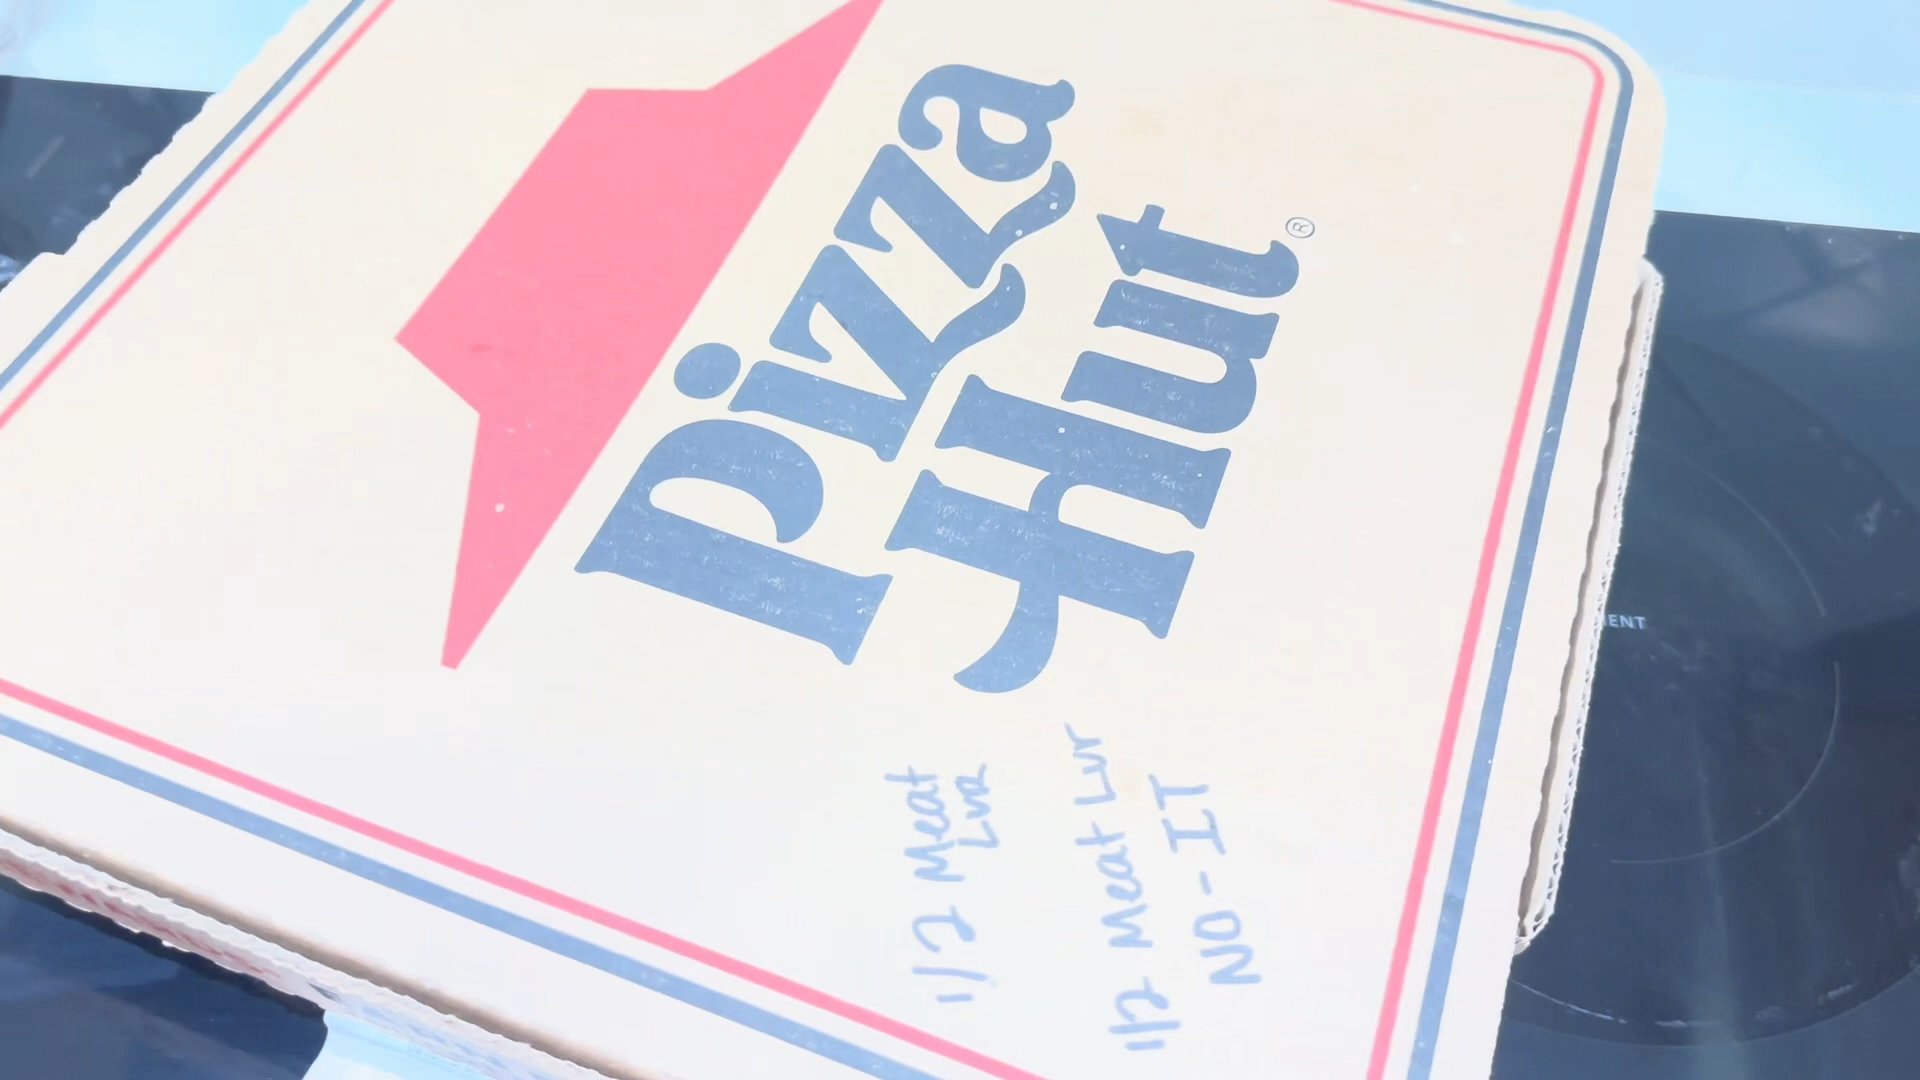 Pizza
Hut®
1/2 Meat
Lvr
1/2 Meat Lvr
NO-IT
ENT